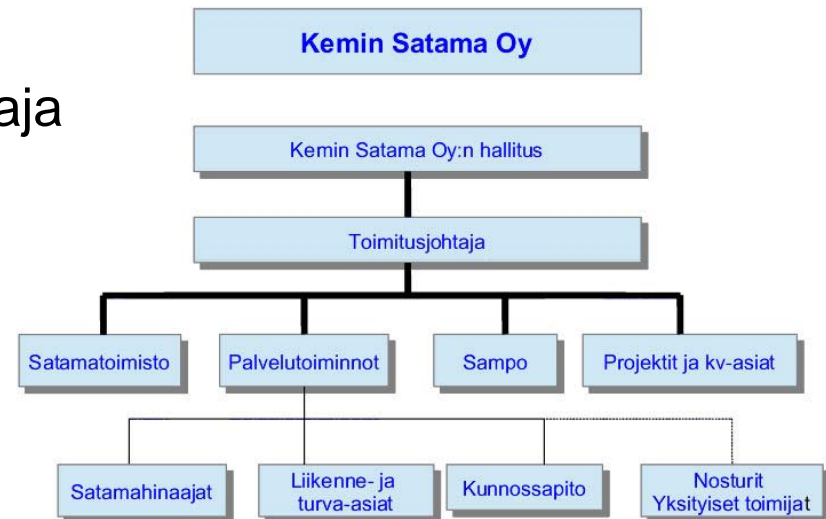 Kemin Satama Oy
aja
Kemin Satama Oy:n hallitus
Toimitusjohtaja
Satamatoimisto
Palvelutoiminnot
Sampo
Projektit ja kv-asiat
Satamahinaajat
Liikenne- ja
turva-asiat
Kunnossapito
Nosturit
Yksityiset toimijat